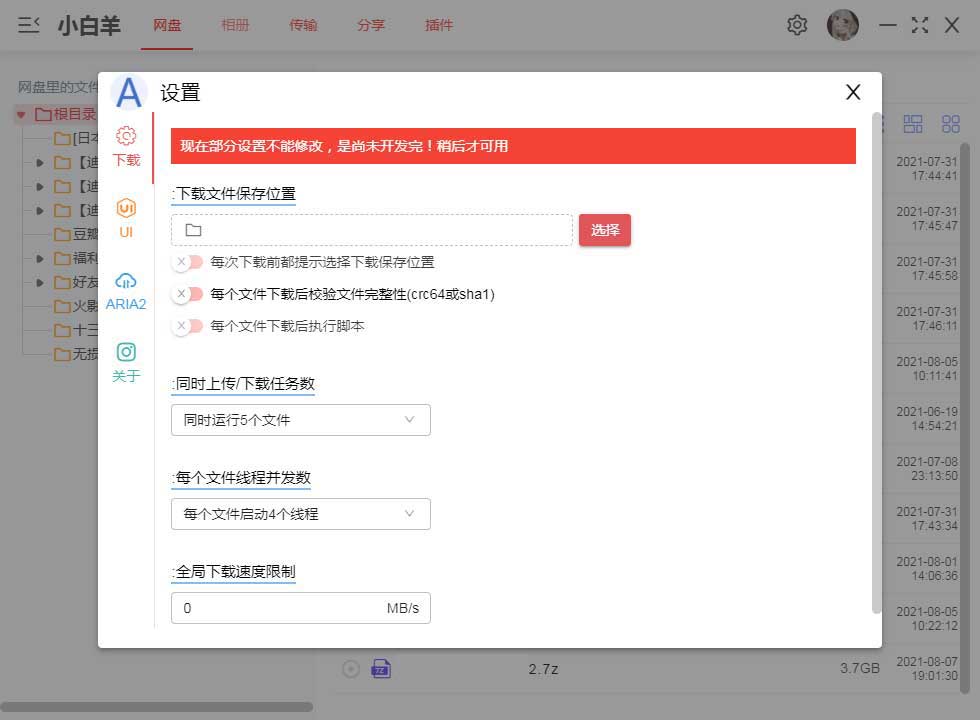 小白羊
网盘
相册
传输
分享
插件
网盘里的文件
根目录
[日本
【迪
【迪
【迪
豆瓣
福利
好友
火影
十三
无损
A
设置
下载
UI
UI
ARIA2
关于
现在部分设置不能修改，是尚未开发完！稍后才可用
:下载文件保存位置
选择
每次下载前都提示选择下载保存位置
每个文件下载后校验文件完整性(crc64或sha1)
每个文件下载后执行脚本
:同时上传/下载任务数
同时运行5个文件
:每个文件线程并发数
每个文件启动4个线程
:全局下载速度限制
0 MB/s
2021-07-31
17:44:41
2021-07-31
17:45:47
2021-07-31
17:45:58
2021-07-31
17:46:11
2021-08-05
10:11:41
2021-06-19
14:54:21
2021-07-08
23:13:50
2021-07-31
17:43:34
2021-08-01
14:06:36
2021-08-05
10:22:12
7Z
2.7z
3.7GB
2021-08-07
19:01:30